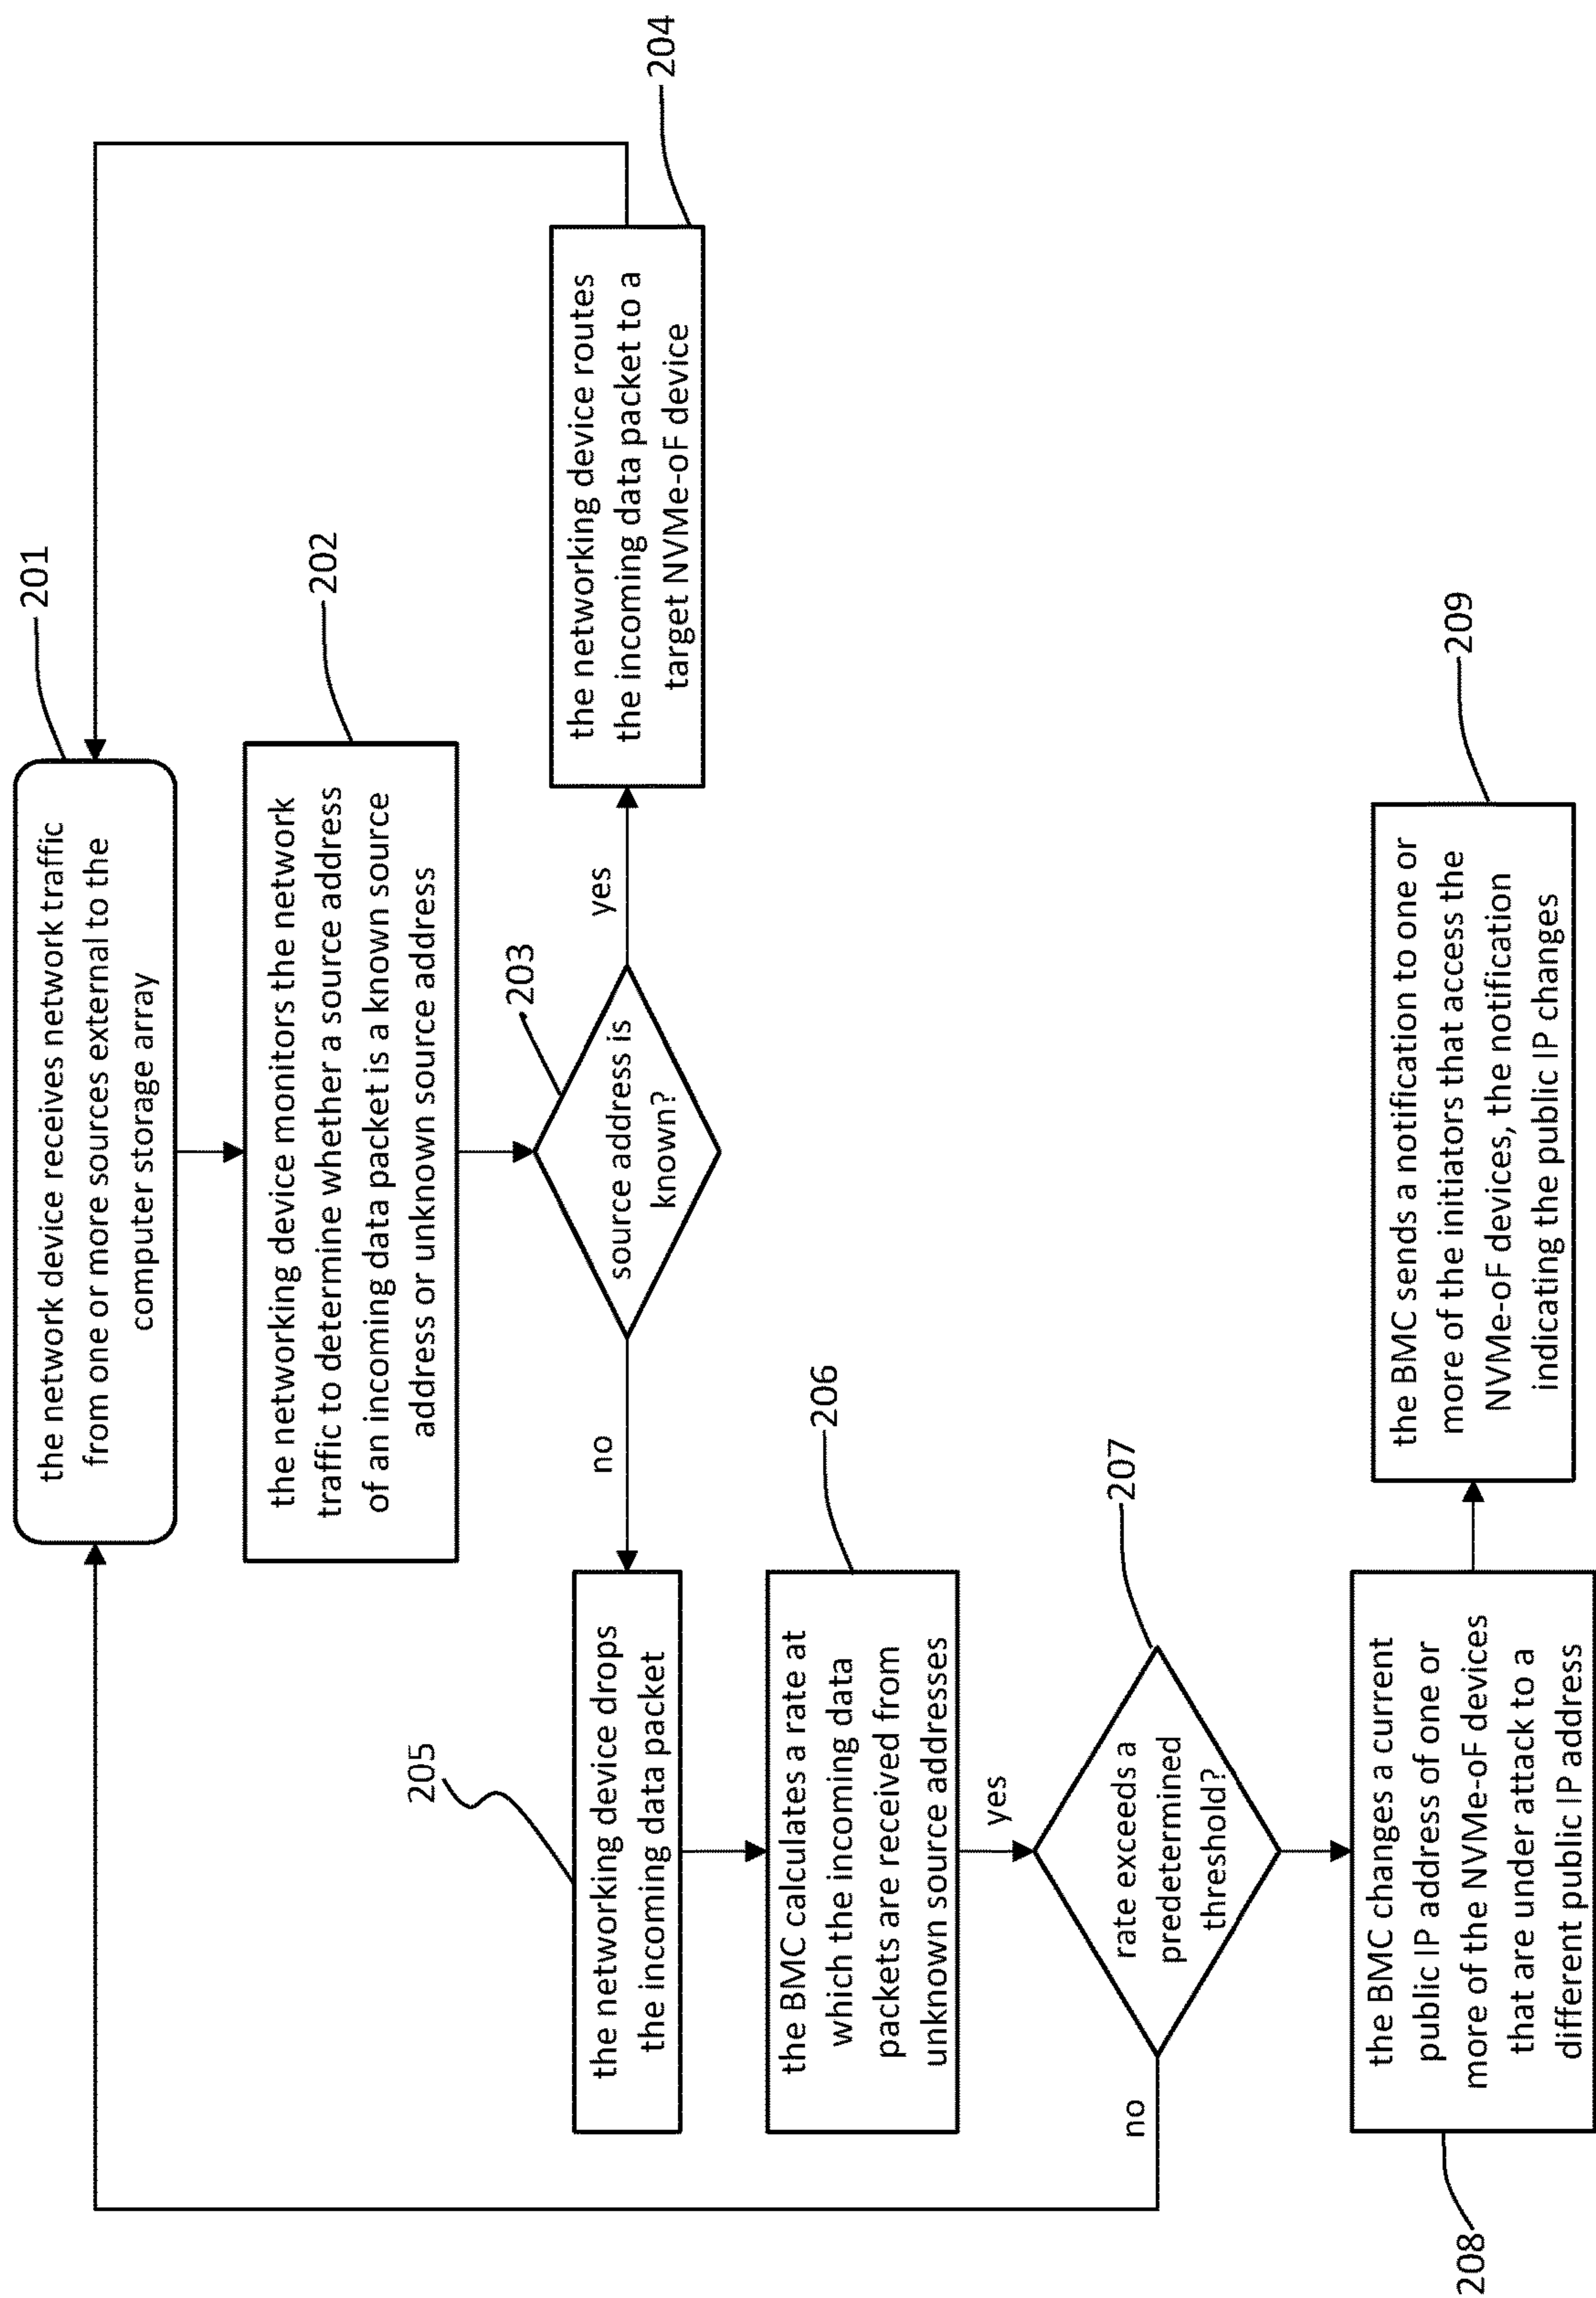 201
the network device receives network traffic
from one or more sources external to the
computer storage array
202
the networking device monitors the network
traffic to determine whether a source address
of an incoming data packet is a known source
address or unknown source address
203
source address is
known?
yes
204
the networking device routes
the incoming data packet to a
target NVMe-oF device
no
205
the networking device drops
the incoming data packet
206
the BMC calculates a rate at
which the incoming data
packets are received from
unknown source addresses
yes
207
rate exceeds a
predetermined
threshold?
no
208
the BMC changes a current
public IP address of one or
more of the NVMe-oF devices
that are under attack to a
different public IP address
209
the BMC sends a notification to one or
more of the initiators that access the
NVMe-oF devices, the notification
indicating the public IP changes